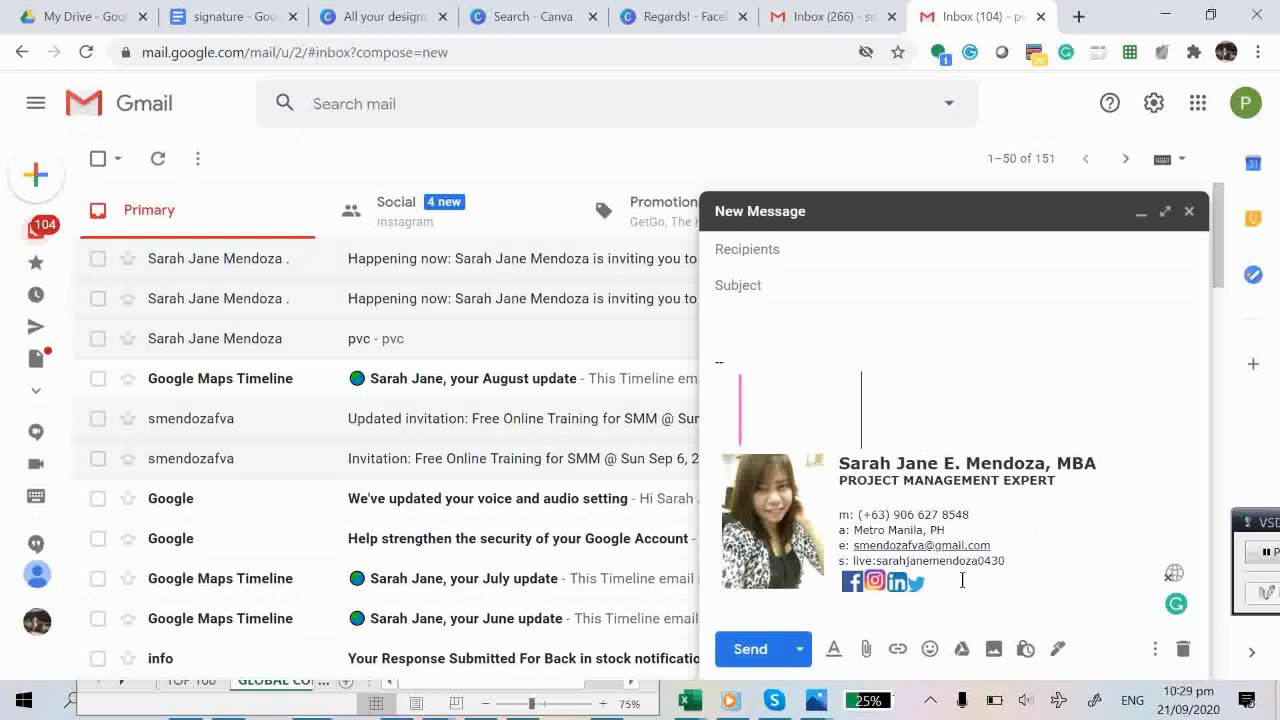 My Drive - Goo
signature - Goo
All your design
Search - Canva
Regards! - Face
Inbox (266) - s
Inbox (104) - pv
mail.google.com/mail/u/2/#inbox?compose=new
1
Gmail
Search mail
P
1–50 of 151
31
104
Primary
Social
4 new
Instagram
Promotions
GetGo, The
Sarah Jane Mendoza .
Happening now: Sarah Jane Mendoza is inviting you to
Sarah Jane Mendoza .
Happening now: Sarah Jane Mendoza is inviting you to
Sarah Jane Mendoza
pvc - pvc
Google Maps Timeline
Sarah Jane, your August update - This Timeline em
smendozafva
Updated invitation: Free Online Training for SMM @ Sun
smendozafva
Invitation: Free Online Training for SMM @ Sun Sep 6, 2
Google
We've updated your voice and audio setting - Hi Sarah
Google
Help strengthen the security of your Google Account -
Google Maps Timeline
Sarah Jane, your July update - This Timeline email
Google Maps Timeline
Sarah Jane, your June update - This Timeline email
info
Your Response Submitted For Back in stock notificatio
New Message
Recipients
Subject
--
Sarah Jane E. Mendoza, MBA
PROJECT MANAGEMENT EXPERT
m: (+63) 906 627 8548
a: Metro Manila, PH
e: smendozafva@gmail.com
s: live:sarahjanemendoza0430
Send
VSD
P
TOP 100
GLOBAL CO ...
75%
25%
ENG
10:29 pm
21/09/2020